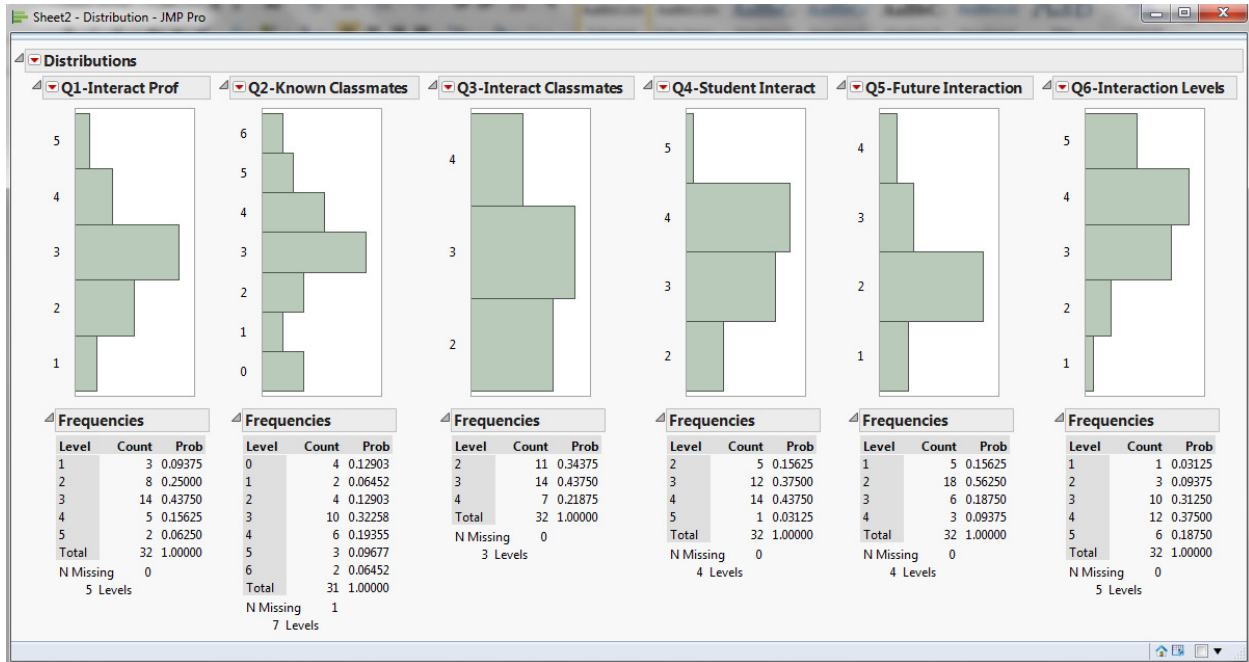 Sheet2 - Distribution - JMP Pro
Distributions
Q1-Interact Prof
5
4
3
2
1
Frequencies
Level Count Prob
1 3 0.09375
2 8 0.25000
3 14 0.43750
4 5 0.15625
5 2 0.06250
Total 32 1.00000
N Missing 0
5 Levels
Q2-Known Classmates
6
5
4
3
2
1
0
Frequencies
Level Count Prob
0 4 0.12903
1 2 0.06452
2 4 0.12903
3 10 0.32258
4 6 0.19355
5 3 0.09677
6 2 0.06452
Total 31 1.00000
N Missing 1
7 Levels
Q3-Interact Classmates
4
3
2
Frequencies
Level Count Prob
2 11 0.34375
3 14 0.43750
4 7 0.21875
Total 32 1.00000
N Missing 0
3 Levels
Q4-Student Interact
5
4
3
2
Frequencies
Level Count Prob
2 5 0.15625
3 12 0.37500
4 14 0.43750
5 1 0.03125
Total 32 1.00000
N Missing 0
4 Levels
Q5-Future Interaction
4
3
2
1
Frequencies
Level Count Prob
1 5 0.15625
2 18 0.56250
3 6 0.18750
4 3 0.09375
Total 32 1.00000
N Missing 0
4 Levels
Q6-Interaction Levels
5
4
3
2
1
Frequencies
Level Count Prob
1 1 0.03125
2 3 0.09375
3 10 0.31250
4 12 0.37500
5 6 0.18750
Total 32 1.00000
N Missing 0
5 Levels